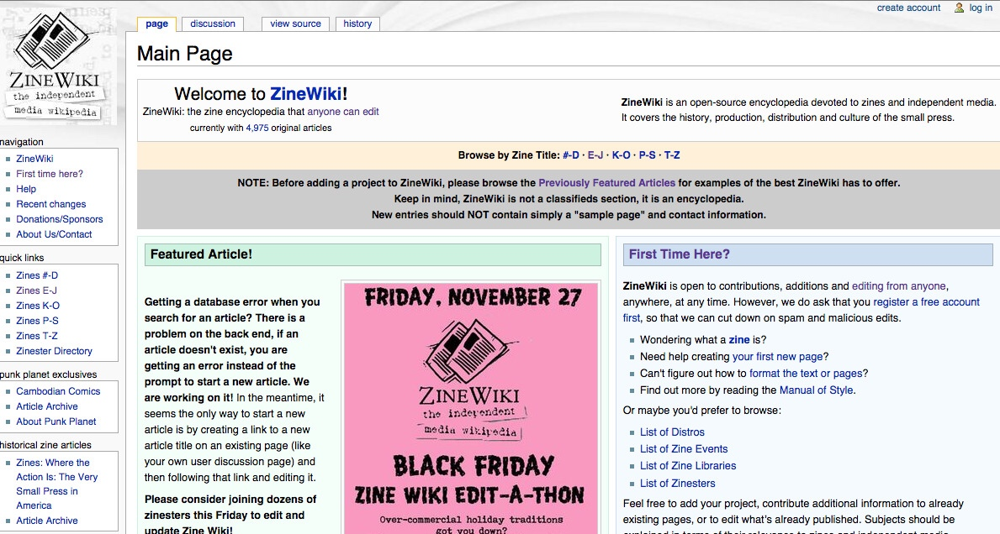 create account
log in
page
discussion
view source
history
ZINEWIKI
the independent
media wikipedia
Main Page
Welcome to ZineWiki!
ZineWiki: the zine encyclopedia that anyone can edit
currently with 4,975 original articles
ZineWiki is an open-source encyclopedia devoted to zines and independent media.
It covers the history, production, distribution and culture of the small press.
Browse by Zine Title: #-D · E-J · K-O · P-S · T-Z
NOTE: Before adding a project to ZineWiki, please browse the Previously Featured Articles for examples of the best ZineWiki has to offer.
Keep in mind, ZineWiki is not a classifieds section, it is an encyclopedia.
New entries should NOT contain simply a "sample page" and contact information.
navigation
ZineWiki
First time here?
Help
Recent changes
Donations/Sponsors
About Us/Contact
quick links
Zines #-D
Zines E-J
Zines K-O
Zines P-S
Zines T-Z
Zinester Directory
punk planet exclusives
Cambodian Comics
Article Archive
About Punk Planet
historical zine articles
Zines: Where the
Action Is: The Very
Small Press in
America
Article Archive
Featured Article!
Getting a database error when you
search for an article? There is a
problem on the back end, if an
article doesn't exist, you are
getting an error instead of the
prompt to start a new article. We
are working on it! In the meantime, it
seems the only way to start a new
article is by creating a link to a new
article title on an existing page (like
your own user discussion page) and
then following that link and editing it.
Please consider joining dozens of
zinesters this Friday to edit and
update Zine Wiki!
FRIDAY, NOVEMBER 27
ZINEWIKI
the independent
media wikipedia
BLACK FRIDAY
ZINE WIKI EDIT-A-THON
Over-commercial holiday traditions
got you down?
First Time Here?
ZineWiki is open to contributions, additions and editing from anyone,
anywhere, at any time. However, we do ask that you register a free account
first, so that we can cut down on spam and malicious edits.
Wondering what a zine is?
Need help creating your first new page?
Can't figure out how to format the text or pages?
Find out more by reading the Manual of Style.
Or maybe you'd prefer to browse:
List of Distros
List of Zine Events
List of Zine Libraries
List of Zinesters
Feel free to add your project, contribute additional information to already
existing pages, or to edit what's already published. Subjects should be
explained in terms of their relevance to zines and independent media